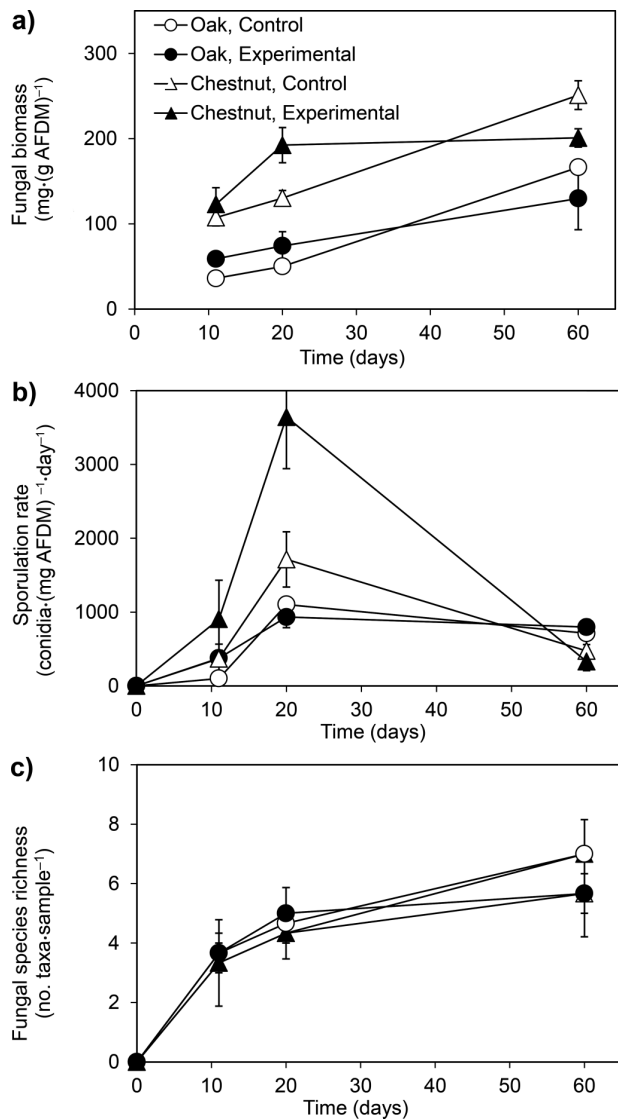 a)
300
200
100
0
Fungal biomass
(mg·(g AFDM)⁻¹
Oak, Control
Oak, Experimental
Chestnut, Control
Chestnut, Experimental
0 10 20 30 40 50 60
Time (days)
b)
4000
3000
2000
1000
0
Sporulation rate
(conidia·(mg AFDM) ⁻¹·day⁻¹)
0 10 20 30 40 50 60
Time (days)
c)
10
8
6
4
2
0
Fungal species richness
(no. taxa·sample⁻¹)
0 10 20 30 40 50 60
Time (days)